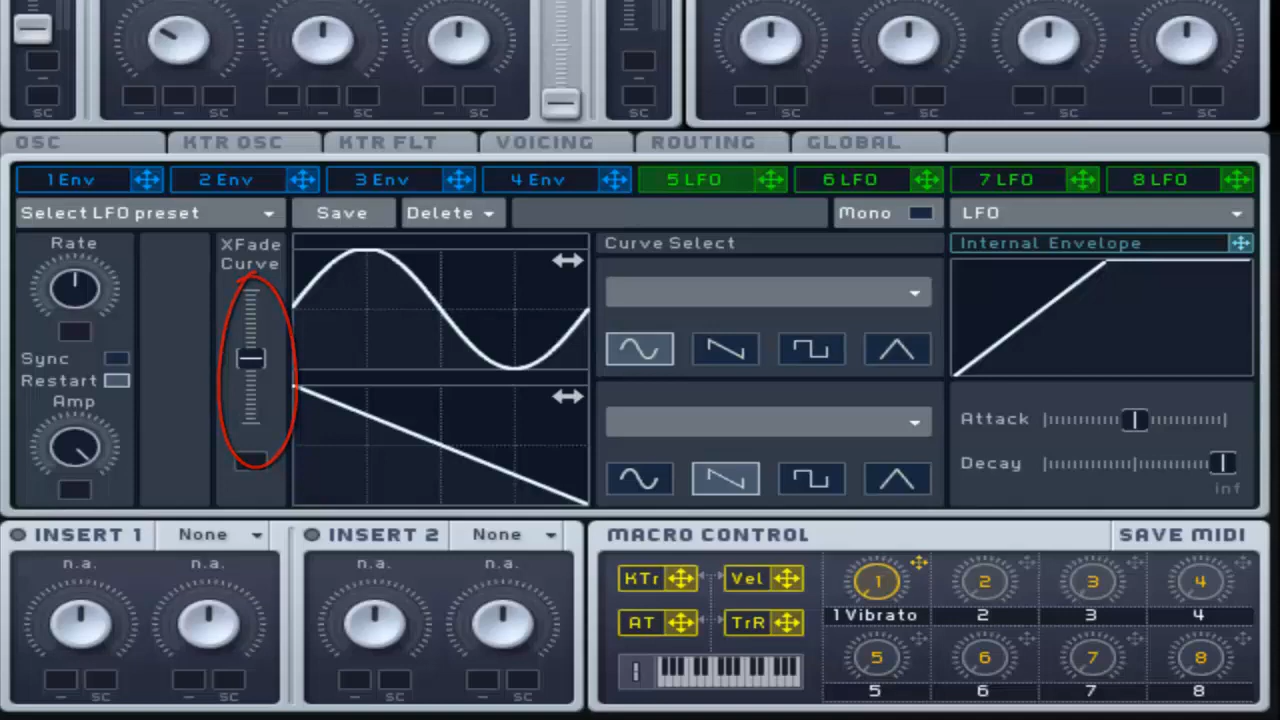 SC SC SC SC SC SC SC
OSC KTR OSC KTR FLT VOICING ROUTING GLOBAL
1 Env 2 Env 3 Env 4 Env 5 LFO 6 LFO 7 LFO 8 LFO
Select LFO preset Save Delete Mono LFO
Rate XFade Curve Select Internal Envelope
Curve
Sync
Restart
Amp
Attack
Decay
inf
INSERT 1 None INSERT 2 None MACRO CONTROL SAVE MIDI
n.a. n.a. n.a. n.a.
KTr Vel 1 2 3 4
AT TrR 1 Vibrato 2 3 4
5 6 7 8
5 6 7 8
SC SC SC SC